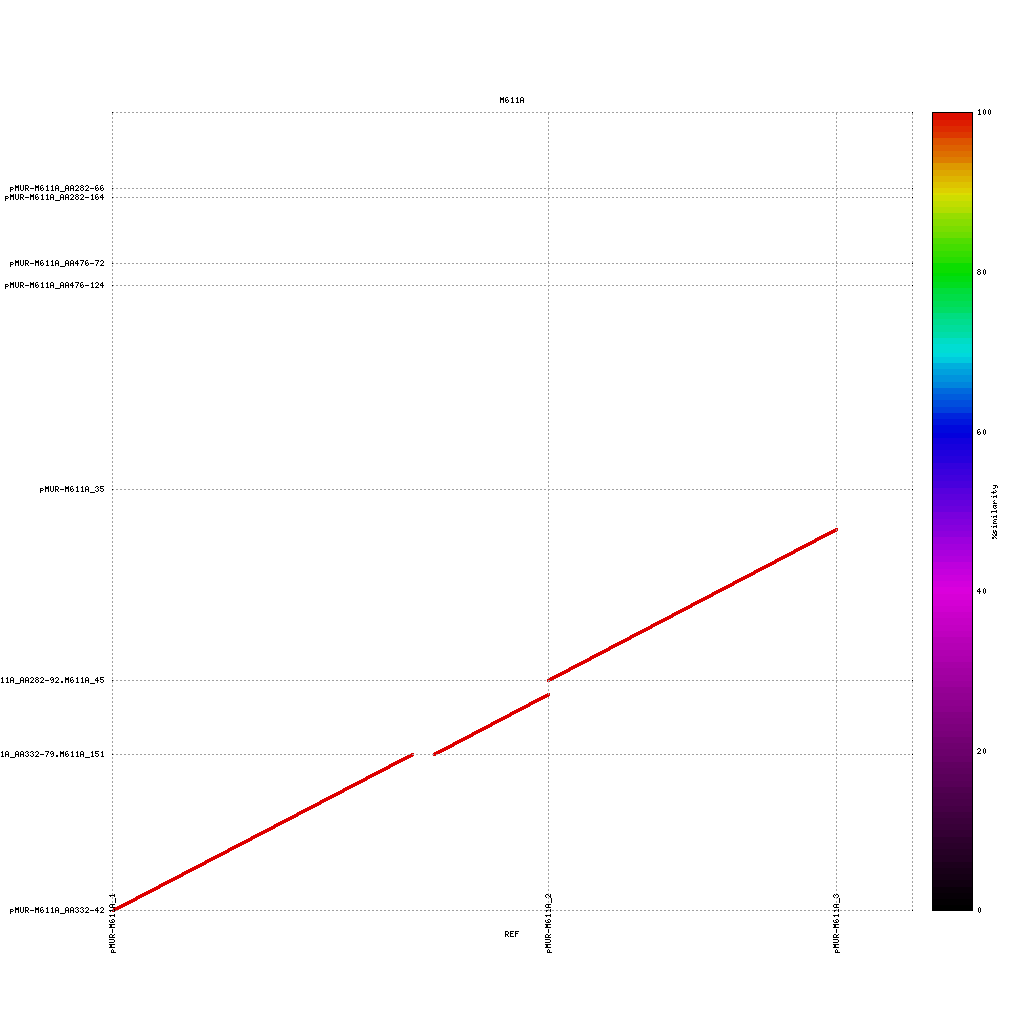 M611A
100
pMUR-M611A_AA282-66
pMUR-M611A_AA282-164
pMUR-M611A_AA476-72
80
pMUR-M611A_AA476-124
60
pMUR-M611A_35
%similarity
40
11A_AA282-92.M611A_45
1A_AA332-79.M611A_151
20
pMUR-M611A_AA332-42
0
pMUR-M611A_1
pMUR-M611A_2
pMUR-M611A_3
REF